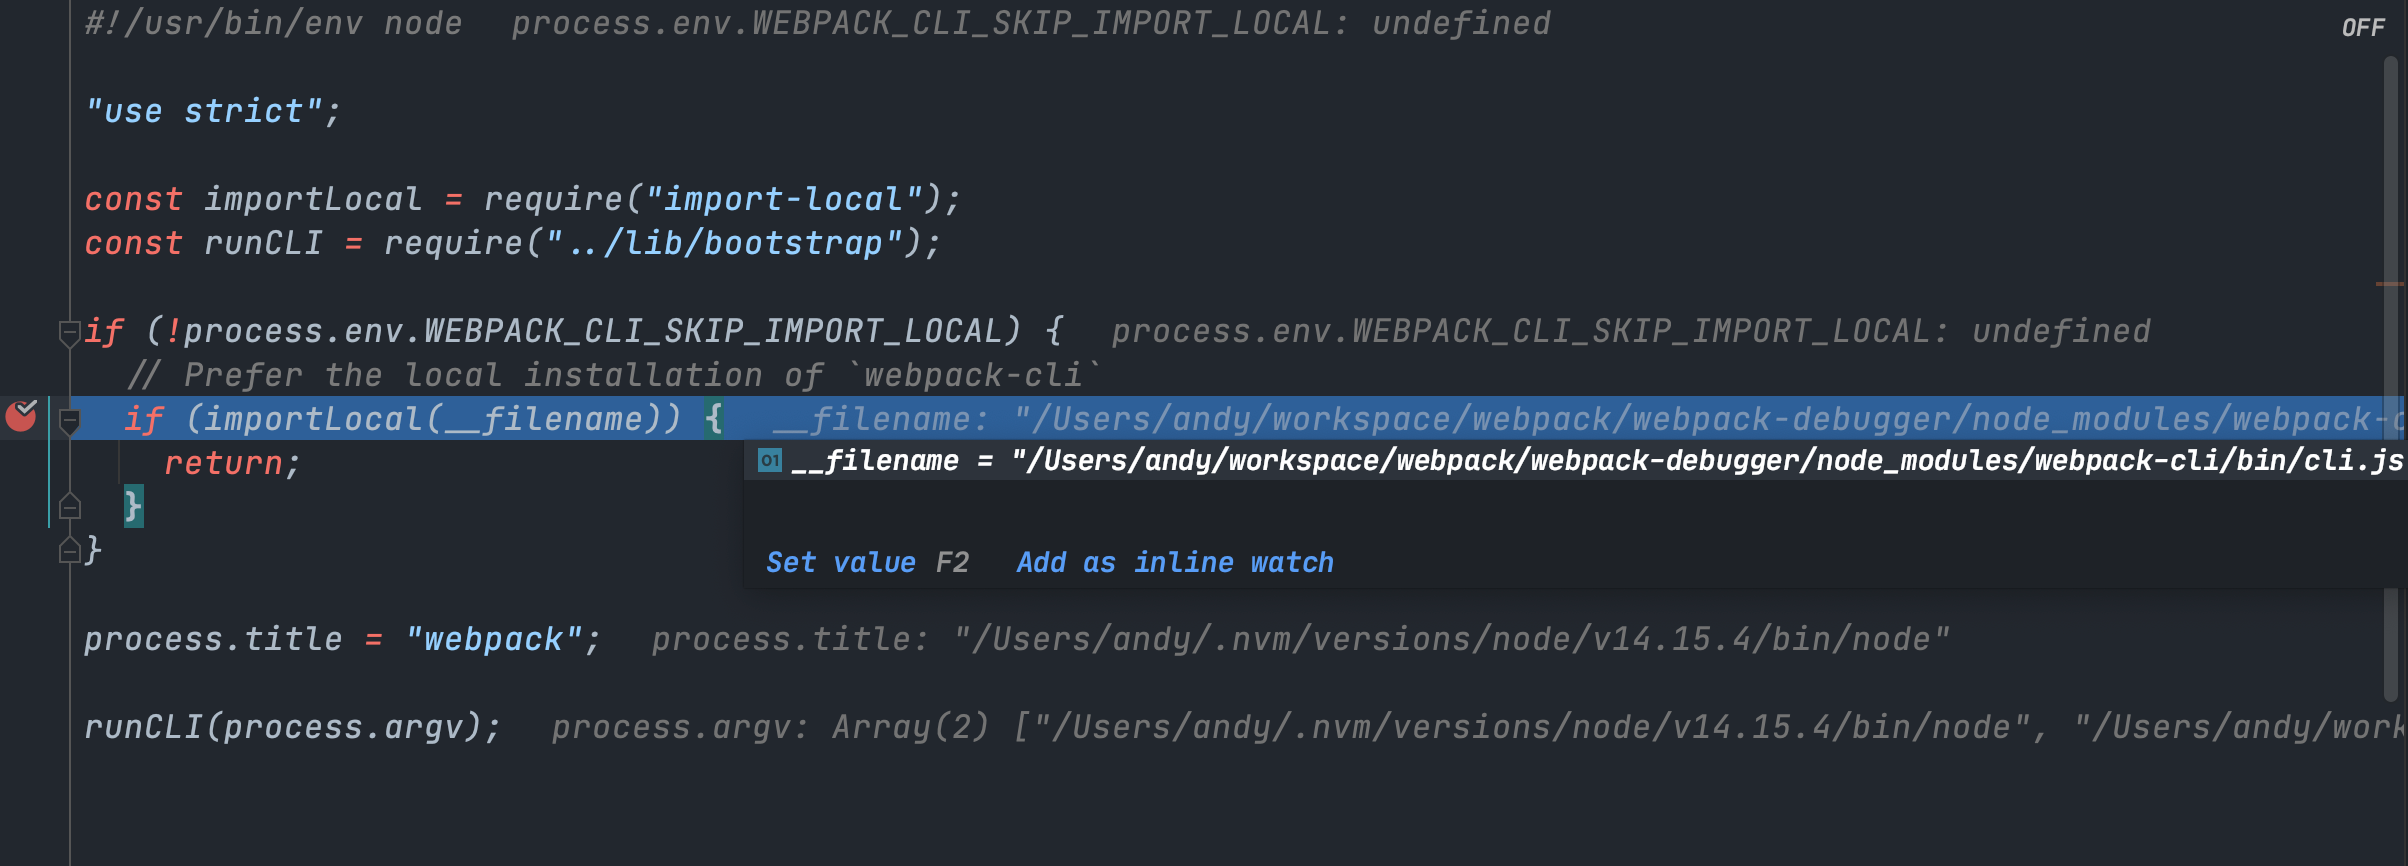 #!/usr/bin/env node process.env.WEBPACK_CLI_SKIP_IMPORT_LOCAL: undefined
OFF
"use strict";
const importLocal = require("import-local");
const runCLI = require("../lib/bootstrap");
if (!process.env.WEBPACK_CLI_SKIP_IMPORT_LOCAL) { process.env.WEBPACK_CLI_SKIP_IMPORT_LOCAL: undefined
// Prefer the local installation of `webpack-cli`
if (importLocal(__filename)) { __filename: "/Users/andy/workspace/webpack/webpack-debugger/node_modules/webpack-c
01 __filename = "/Users/andy/workspace/webpack/webpack-debugger/node_modules/webpack-cli/bin/cli.js
return;
}
}
Set value F2 Add as inline watch
process.title = "webpack"; process.title: "/Users/andy/.nvm/versions/node/v14.15.4/bin/node"
runCLI(process.argv); process.argv: Array(2) ["/Users/andy/.nvm/versions/node/v14.15.4/bin/node", "/Users/andy/work